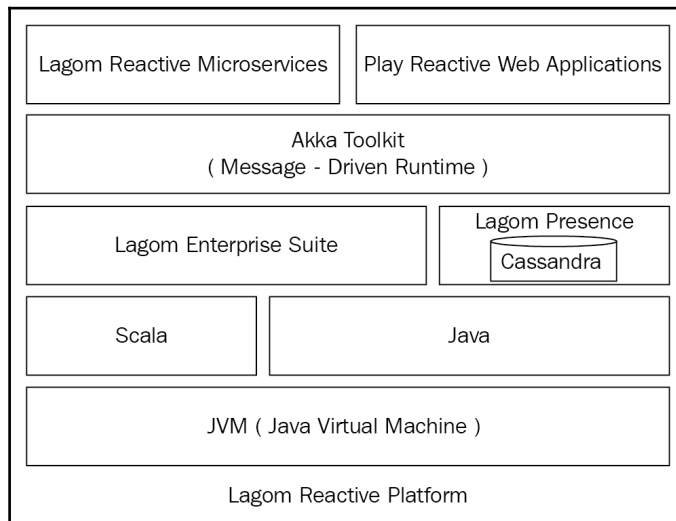 Lagom Reactive Microservices
Play Reactive Web Applications
Akka Toolkit
( Message - Driven Runtime )
Lagom Enterprise Suite
Lagom Presence
Cassandra
Scala
Java
JVM ( Java Virtual Machine )
Lagom Reactive Platform